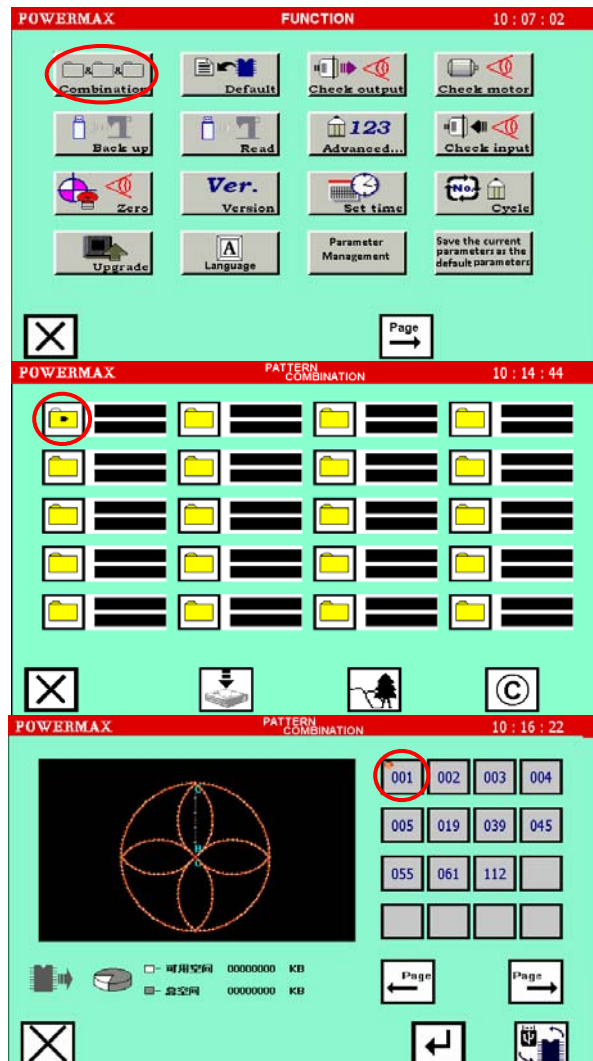 POWERMAX FUNCTION 10 : 07 : 02
& &
Combination Default Check output Check motor
123
Back up Read Advanced... Check input
Ver. No.
Zero Version Set time Cycle
A Parameter Management Save the current parameters as the default parameters
Upgrade Language
Page
POWERMAX PATTERN COMBINATION 10 : 14 : 44
C
POWERMAX PATTERN COMBINATION 10 : 16 : 22
001 002 003 004
005 019 039 045
055 061 112
可用空间 00000000 KB
总空间 00000000 KB
Page Page